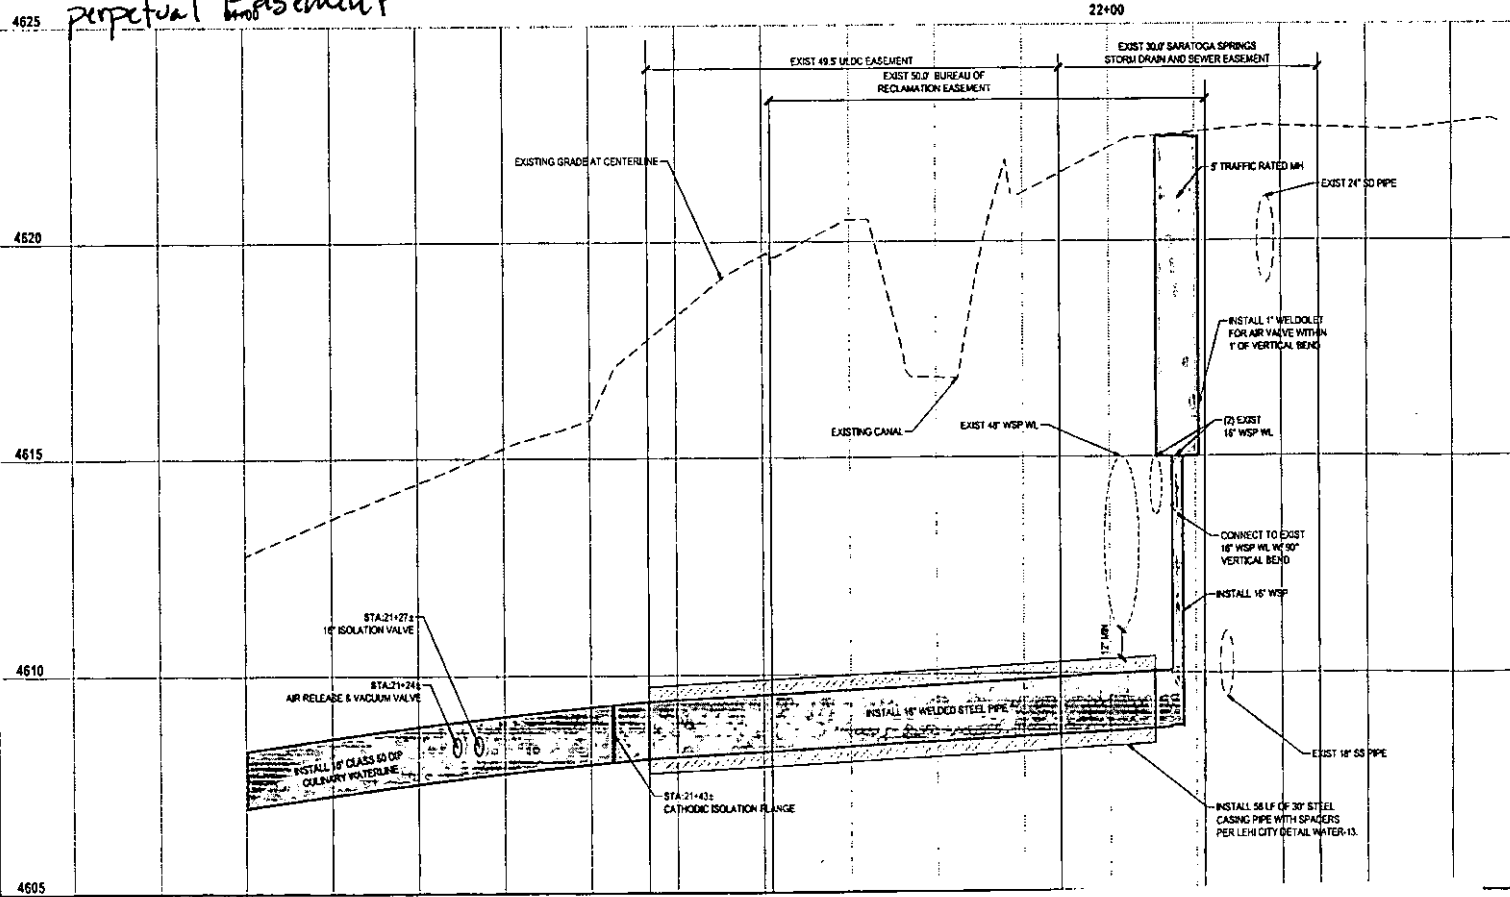 perpetual Easement
4625
22+00
EXIST 49.5' ULDC EASEMENT
EXIST 30.0' SARATOGA SPRINGS
STORM DRAIN AND SEWER EASEMENT
EXIST 50.0' BUREAU OF
RECLAMATION EASEMENT
EXISTING GRADE AT CENTERLINE
5' TRAFFIC RATED MH
EXIST 24" SD PIPE
4620
INSTALL 1" WELDOLET
FOR AIR VALVE WITHIN
1' OF VERTICAL BEND
EXISTING CANAL
EXIST 48" WSP WL
(2) EXIST
16" WSP WL
4615
CONNECT TO EXIST
16" WSP WL W/ 90°
VERTICAL BEND
INSTALL 16" WSP
STA:21+27±
16" ISOLATION VALVE
12" MIN
4610
STA:21+24±
AIR RELEASE & VACUUM VALVE
INSTALL 16" WELDED STEEL PIPE
INSTALL 16" CLASS 50 DIP
CULINARY WATERLINE
EXIST 18" SS PIPE
STA:21+43±
CATHODIC ISOLATION FLANGE
INSTALL 58 LF OF 30" STEEL
CASING PIPE WITH SPACERS
PER LEHI CITY DETAIL WATER-13.
4605